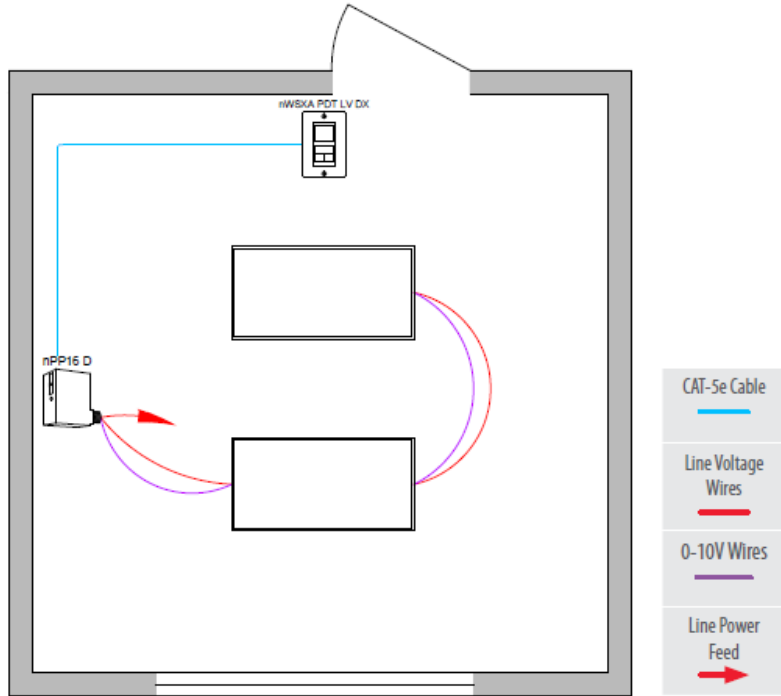 nWSXA PDT LV DX
nPP16 D
CAT-5e Cable
Line Voltage
Wires
0-10V Wires
Line Power
Feed